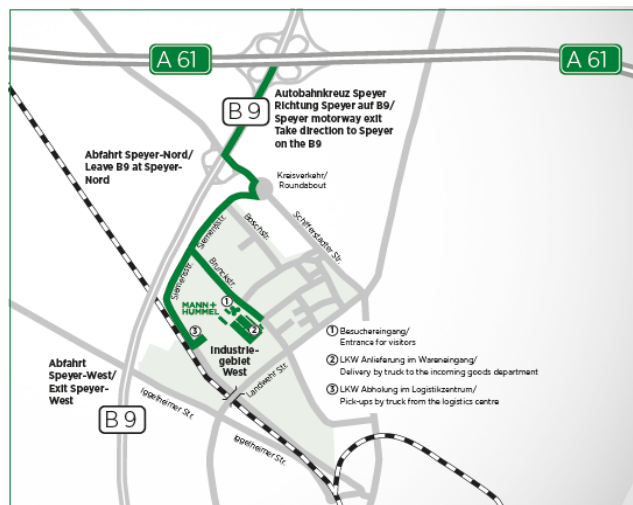 A 61
A 61
Autobahnkreuz Speyer
Richtung Speyer auf B9/
Speyer motorway exit
Take direction to Speyer
on the B9
B 9
Abfahrt Speyer-Nord/
Leave B9 at Speyer-
Nord
Kreisverkehr/
Roundabout
Schifferstadter Str.
Boschstr.
Siemensstr.
Siemensstr.
Brunckstr.
MANN+
HUMMEL
1
2
3
Industrie-
gebiet
West
Landwehr Str.
1 Besuchereingang/
Entrance for visitors
2 LKW Anlieferung im Wareneingang/
Delivery by truck to the incoming goods department
3 LKW Abholung im Logistikzentrum/
Pick-ups by truck from the logistics centre
Abfahrt
Speyer-West/
Exit Speyer-
West
B 9
Iggelheimer Str.
Iggelheimer Str.